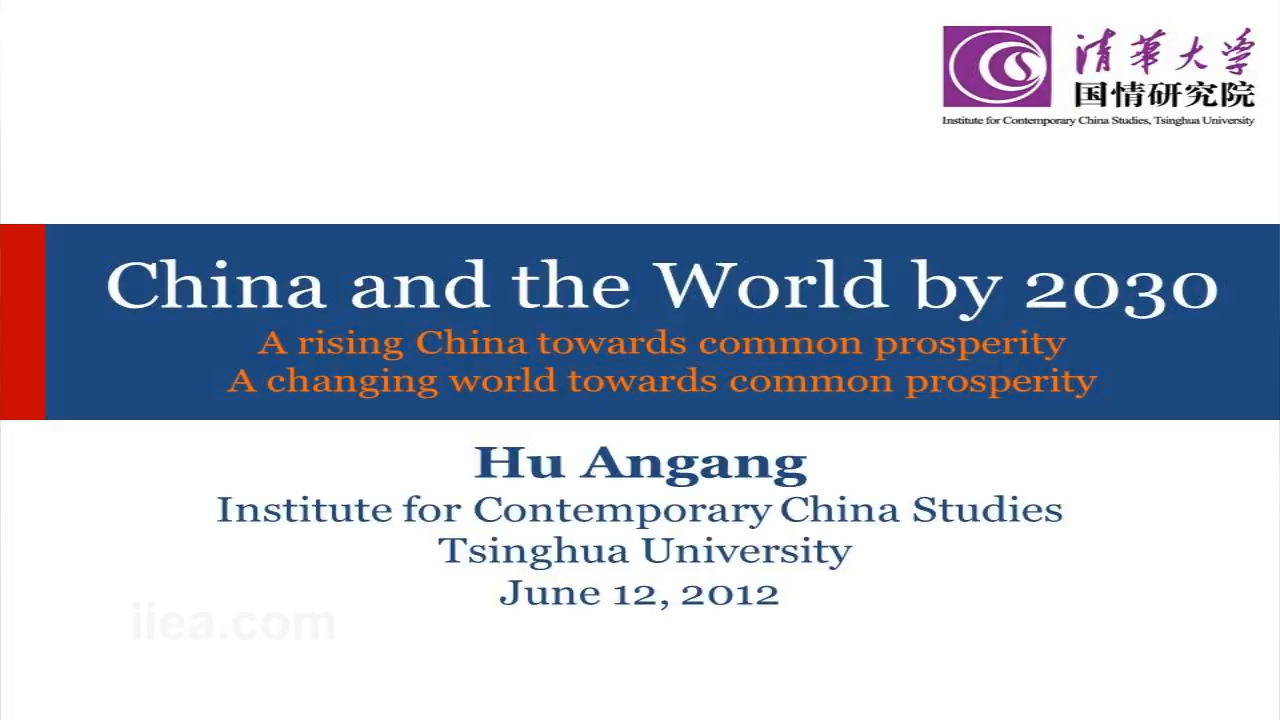 清華大学
国情研究院
Institute for Contemporary China Studies, Tsinghua University
China and the World by 2030
A rising China towards common prosperity
A changing world towards common prosperity
Hu Angang
Institute for Contemporary China Studies
Tsinghua University
June 12, 2012
iiea.com